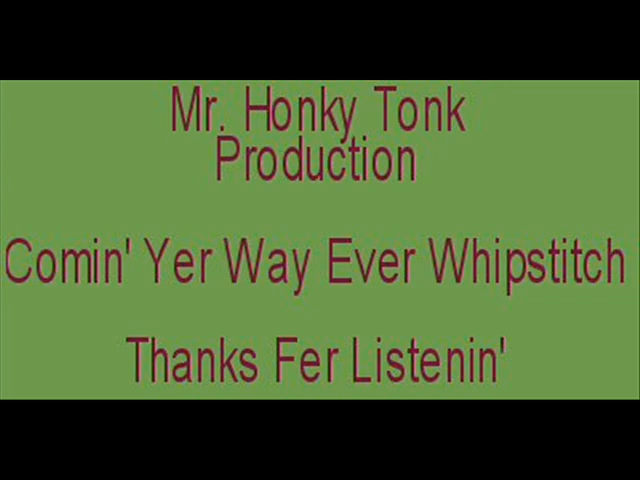 Mr. Honky Tonk
Production
Comin' Yer Way Ever Whipstitch
Thanks Fer Listenin'